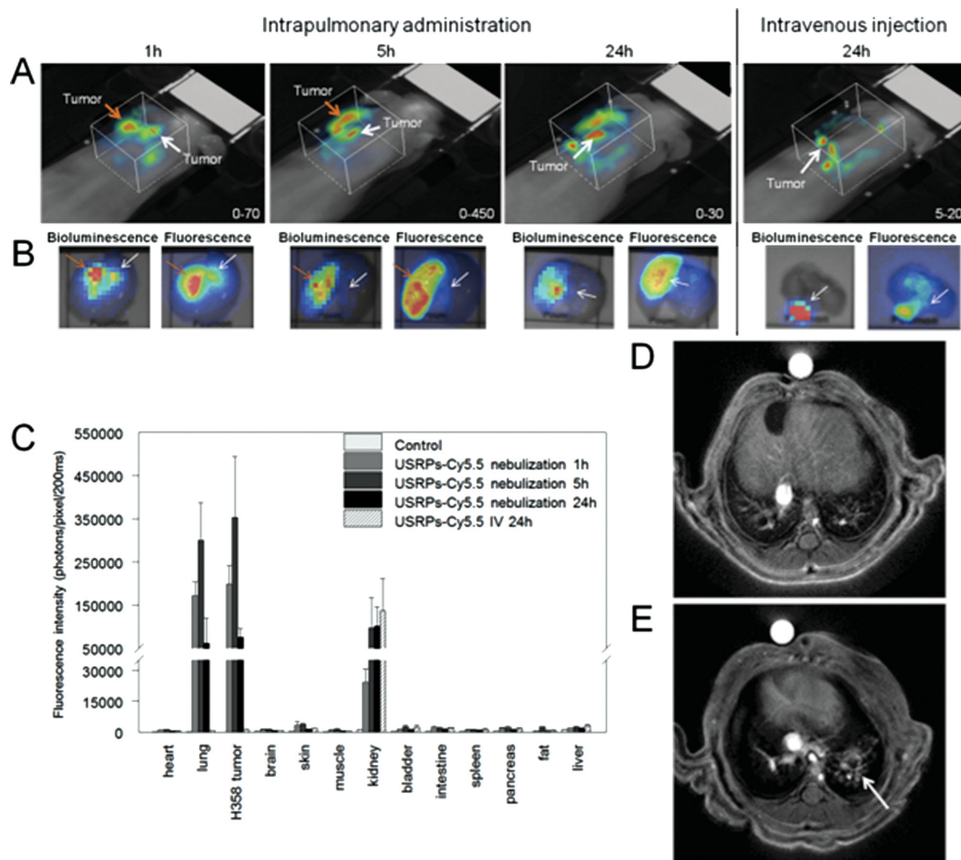 Intrapulmonary administration
Intravenous injection
1h
5h
24h
24h
A
Tumor
Tumor
0-70
Tumor
Tumor
0-450
Tumor
0-30
Tumor
5-20
B
Bioluminescence Fluorescence
Bioluminescence Fluorescence
Bioluminescence Fluorescence
Bioluminescence Fluorescence
C
Fluorescence intensity (photons/pixel/200ms)
550000
450000
350000
250000
150000
50000
30000
15000
0
Control
USRPs-Cy5.5 nebulization 1h
USRPs-Cy5.5 nebulization 5h
USRPs-Cy5.5 nebulization 24h
USRPs-Cy5.5 IV 24h
heart
lung
H358 tumor
brain
skin
muscle
kidney
bladder
intestine
spleen
pancreas
fat
liver
D
E